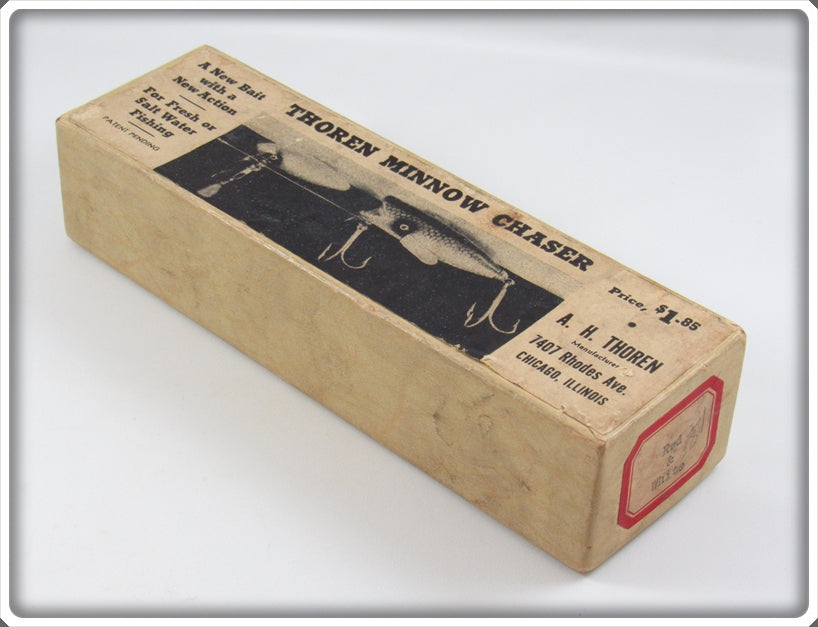 A New Bait
with a
New Action
For Fresh or
Salt Water
Fishing
PATENT PENDING
THOREN MINNOW CHASER
Price, $1.85
A. H. THOREN
Manufacturer
7407 Rhodes Ave.
CHICAGO, ILLINOIS
Red
&
White